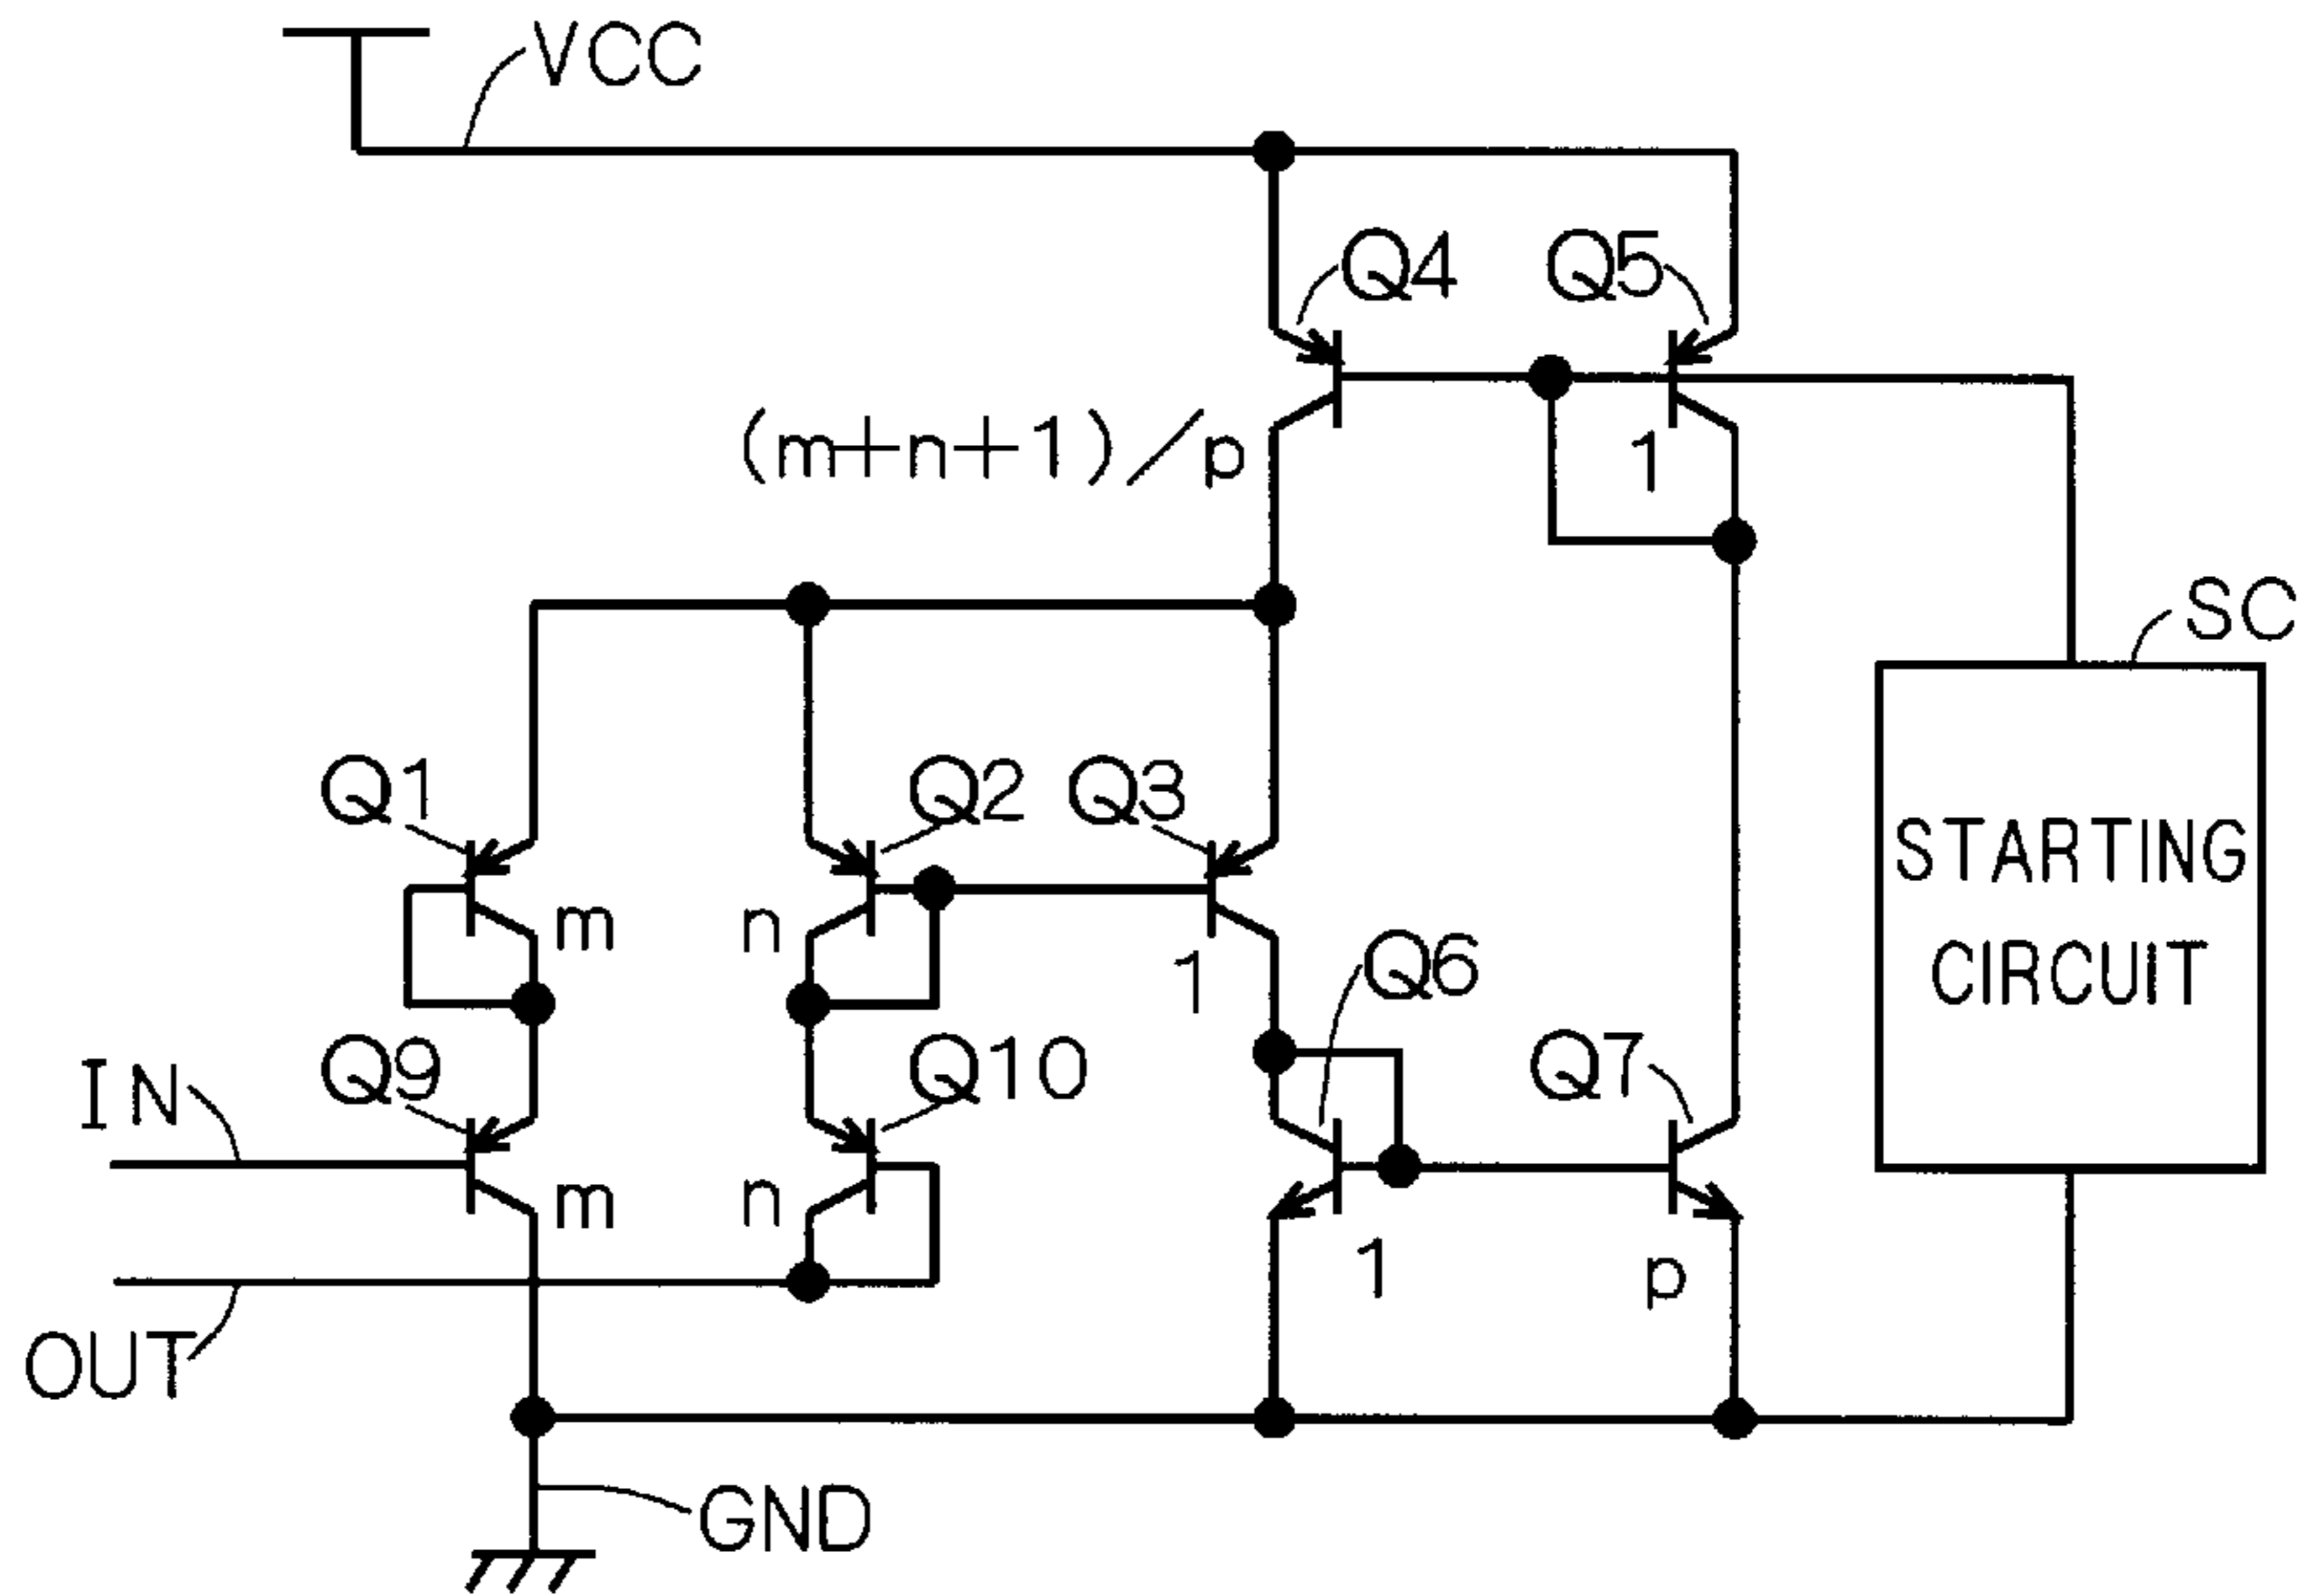 VCC
Q4
Q5
(m+n+1)/p
1
SC
Q1
Q2
Q3
STARTING
CIRCUIT
m
n
1
Q6
IN
Q9
Q10
Q7
m
n
1
p
OUT
GND